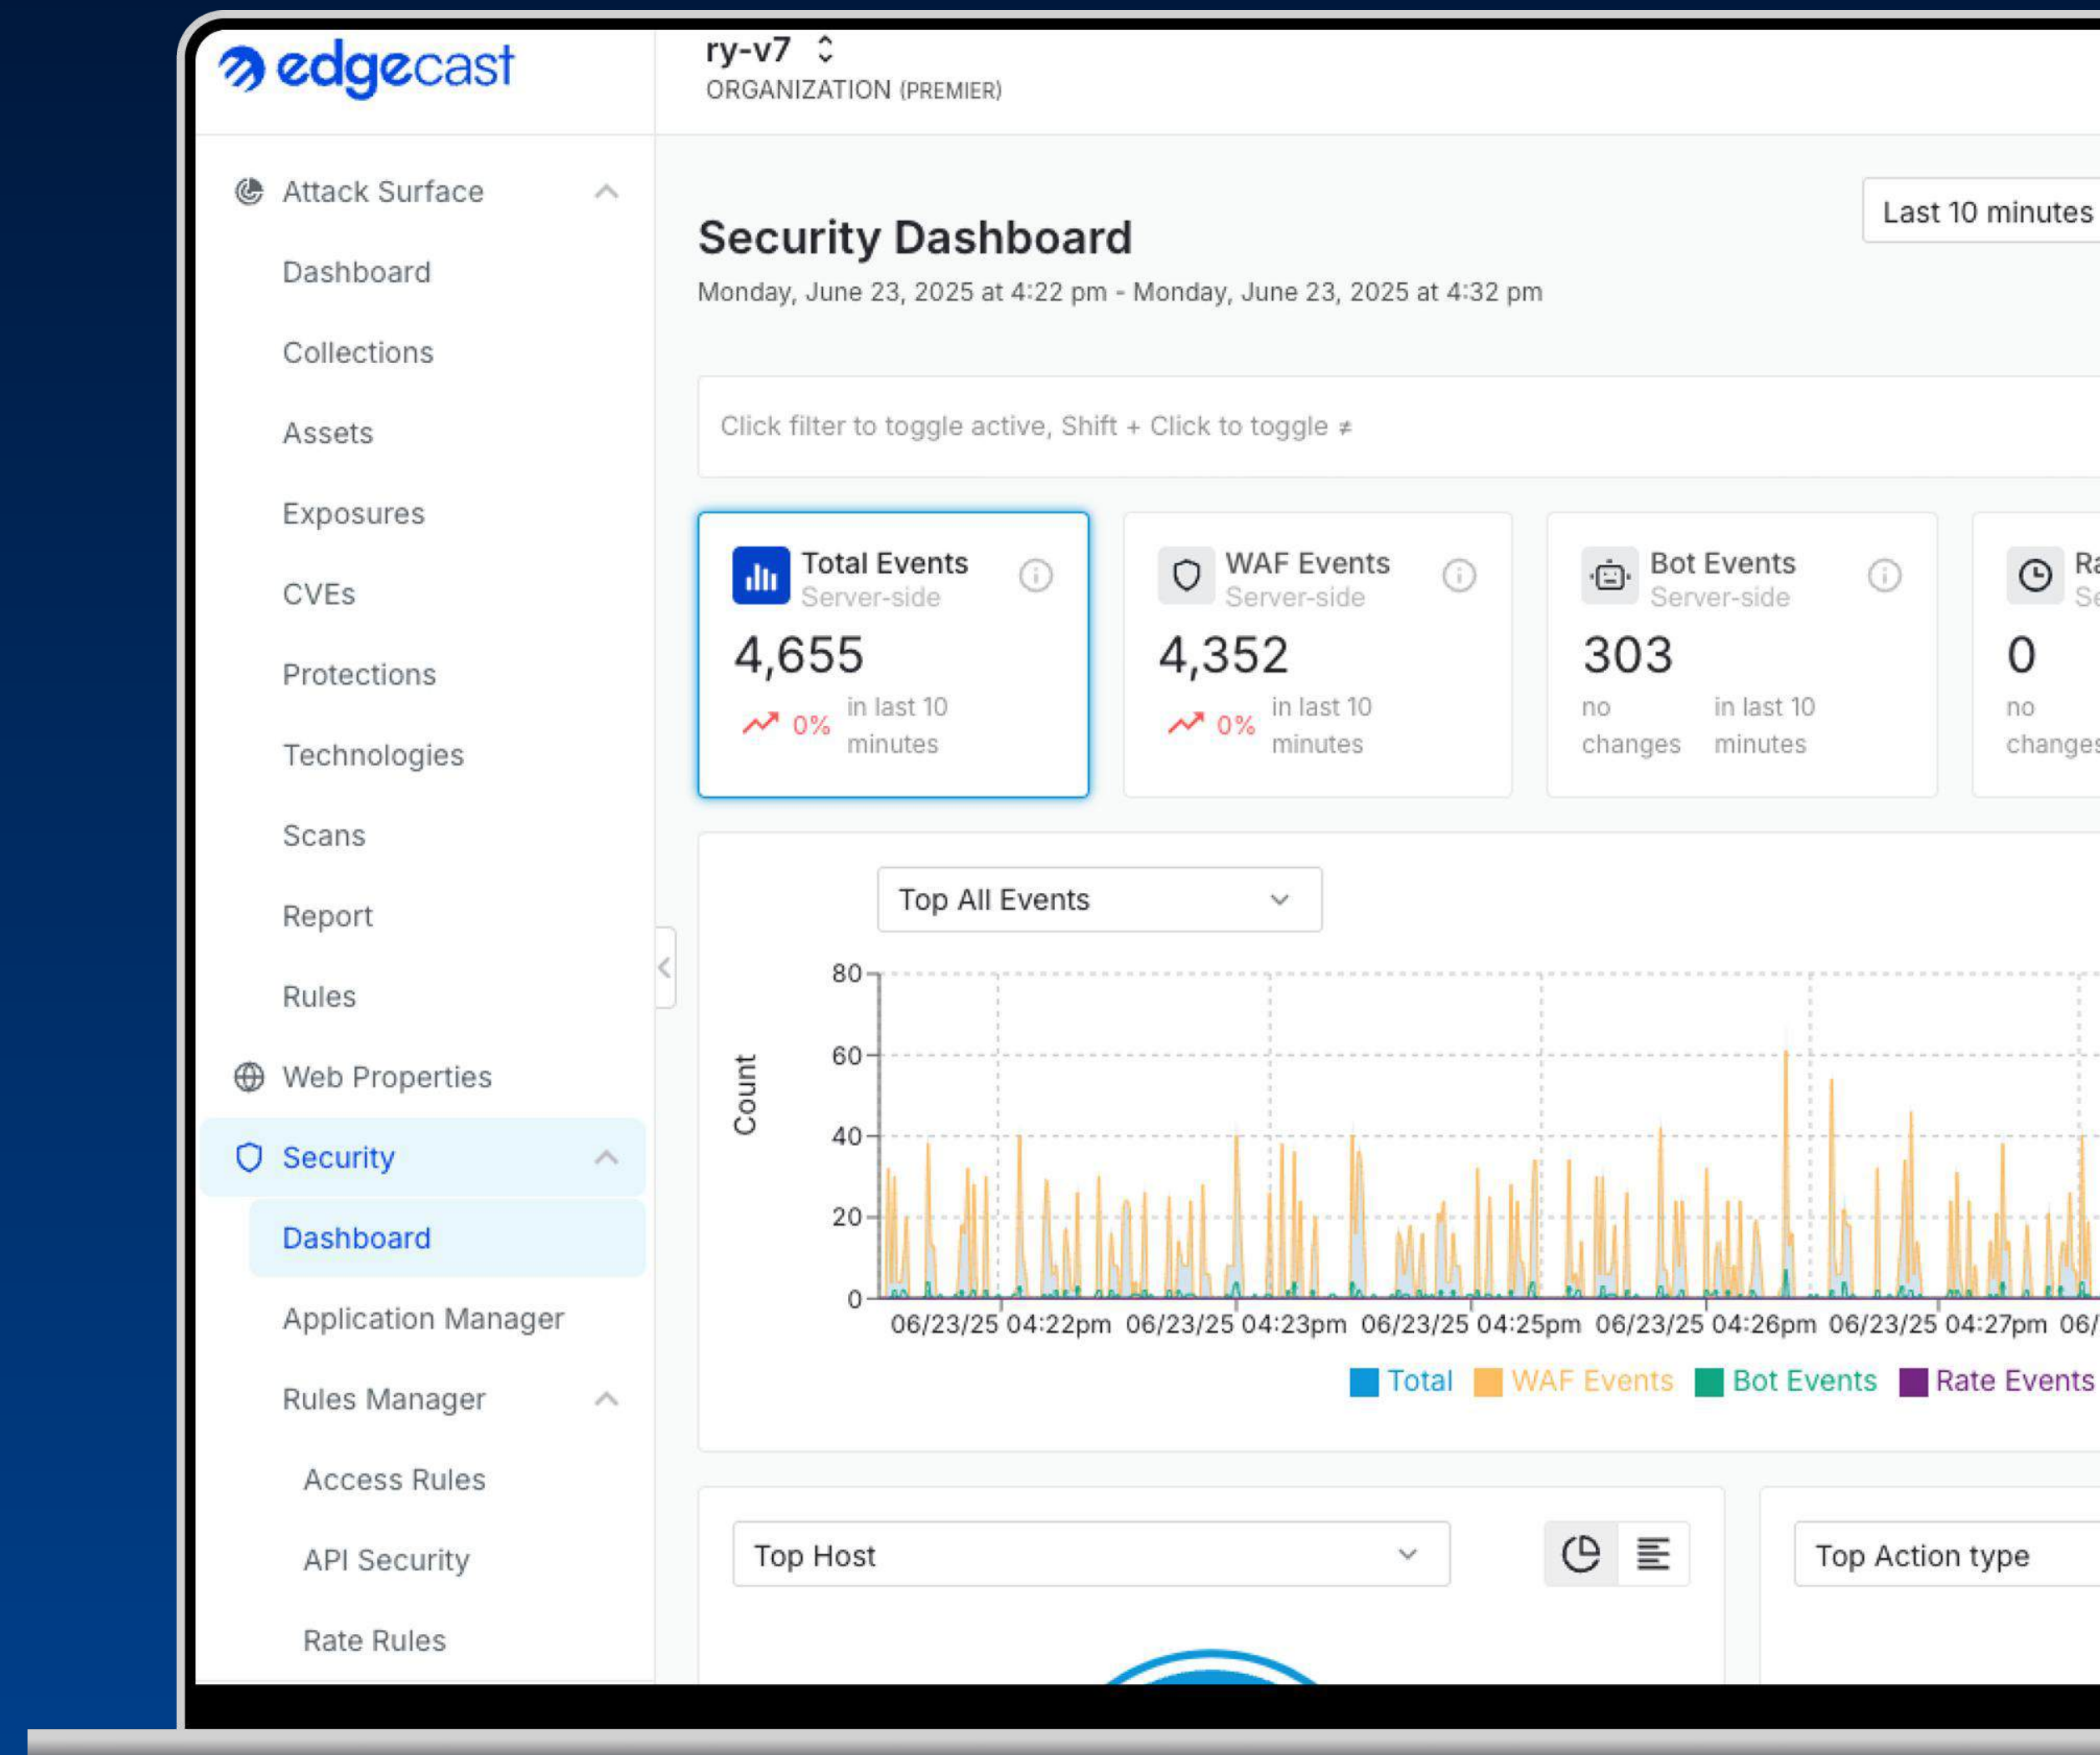 edgecast
ry-v7
ORGANIZATION (PREMIER)
Attack Surface
Dashboard
Collections
Assets
Exposures
CVEs
Protections
Technologies
Scans
Report
Rules
Web Properties
Security
Dashboard
Application Manager
Rules Manager
Access Rules
API Security
Rate Rules
Last 10 minutes
Security Dashboard
Monday, June 23, 2025 at 4:22 pm - Monday, June 23, 2025 at 4:32 pm
Click filter to toggle active, Shift + Click to toggle ≠
Total Events
Server-side
4,655
0% in last 10
minutes
WAF Events
Server-side
4,352
0% in last 10
minutes
Bot Events
Server-side
303
no changes
in last 10
minutes
Ra
Se
0
no
changes
Top All Events
Count
80
60
40
20
0
06/23/25 04:22pm 06/23/25 04:23pm 06/23/25 04:25pm 06/23/25 04:26pm 06/23/25 04:27pm 06/
Total WAF Events Bot Events Rate Events
Top Host
Top Action type